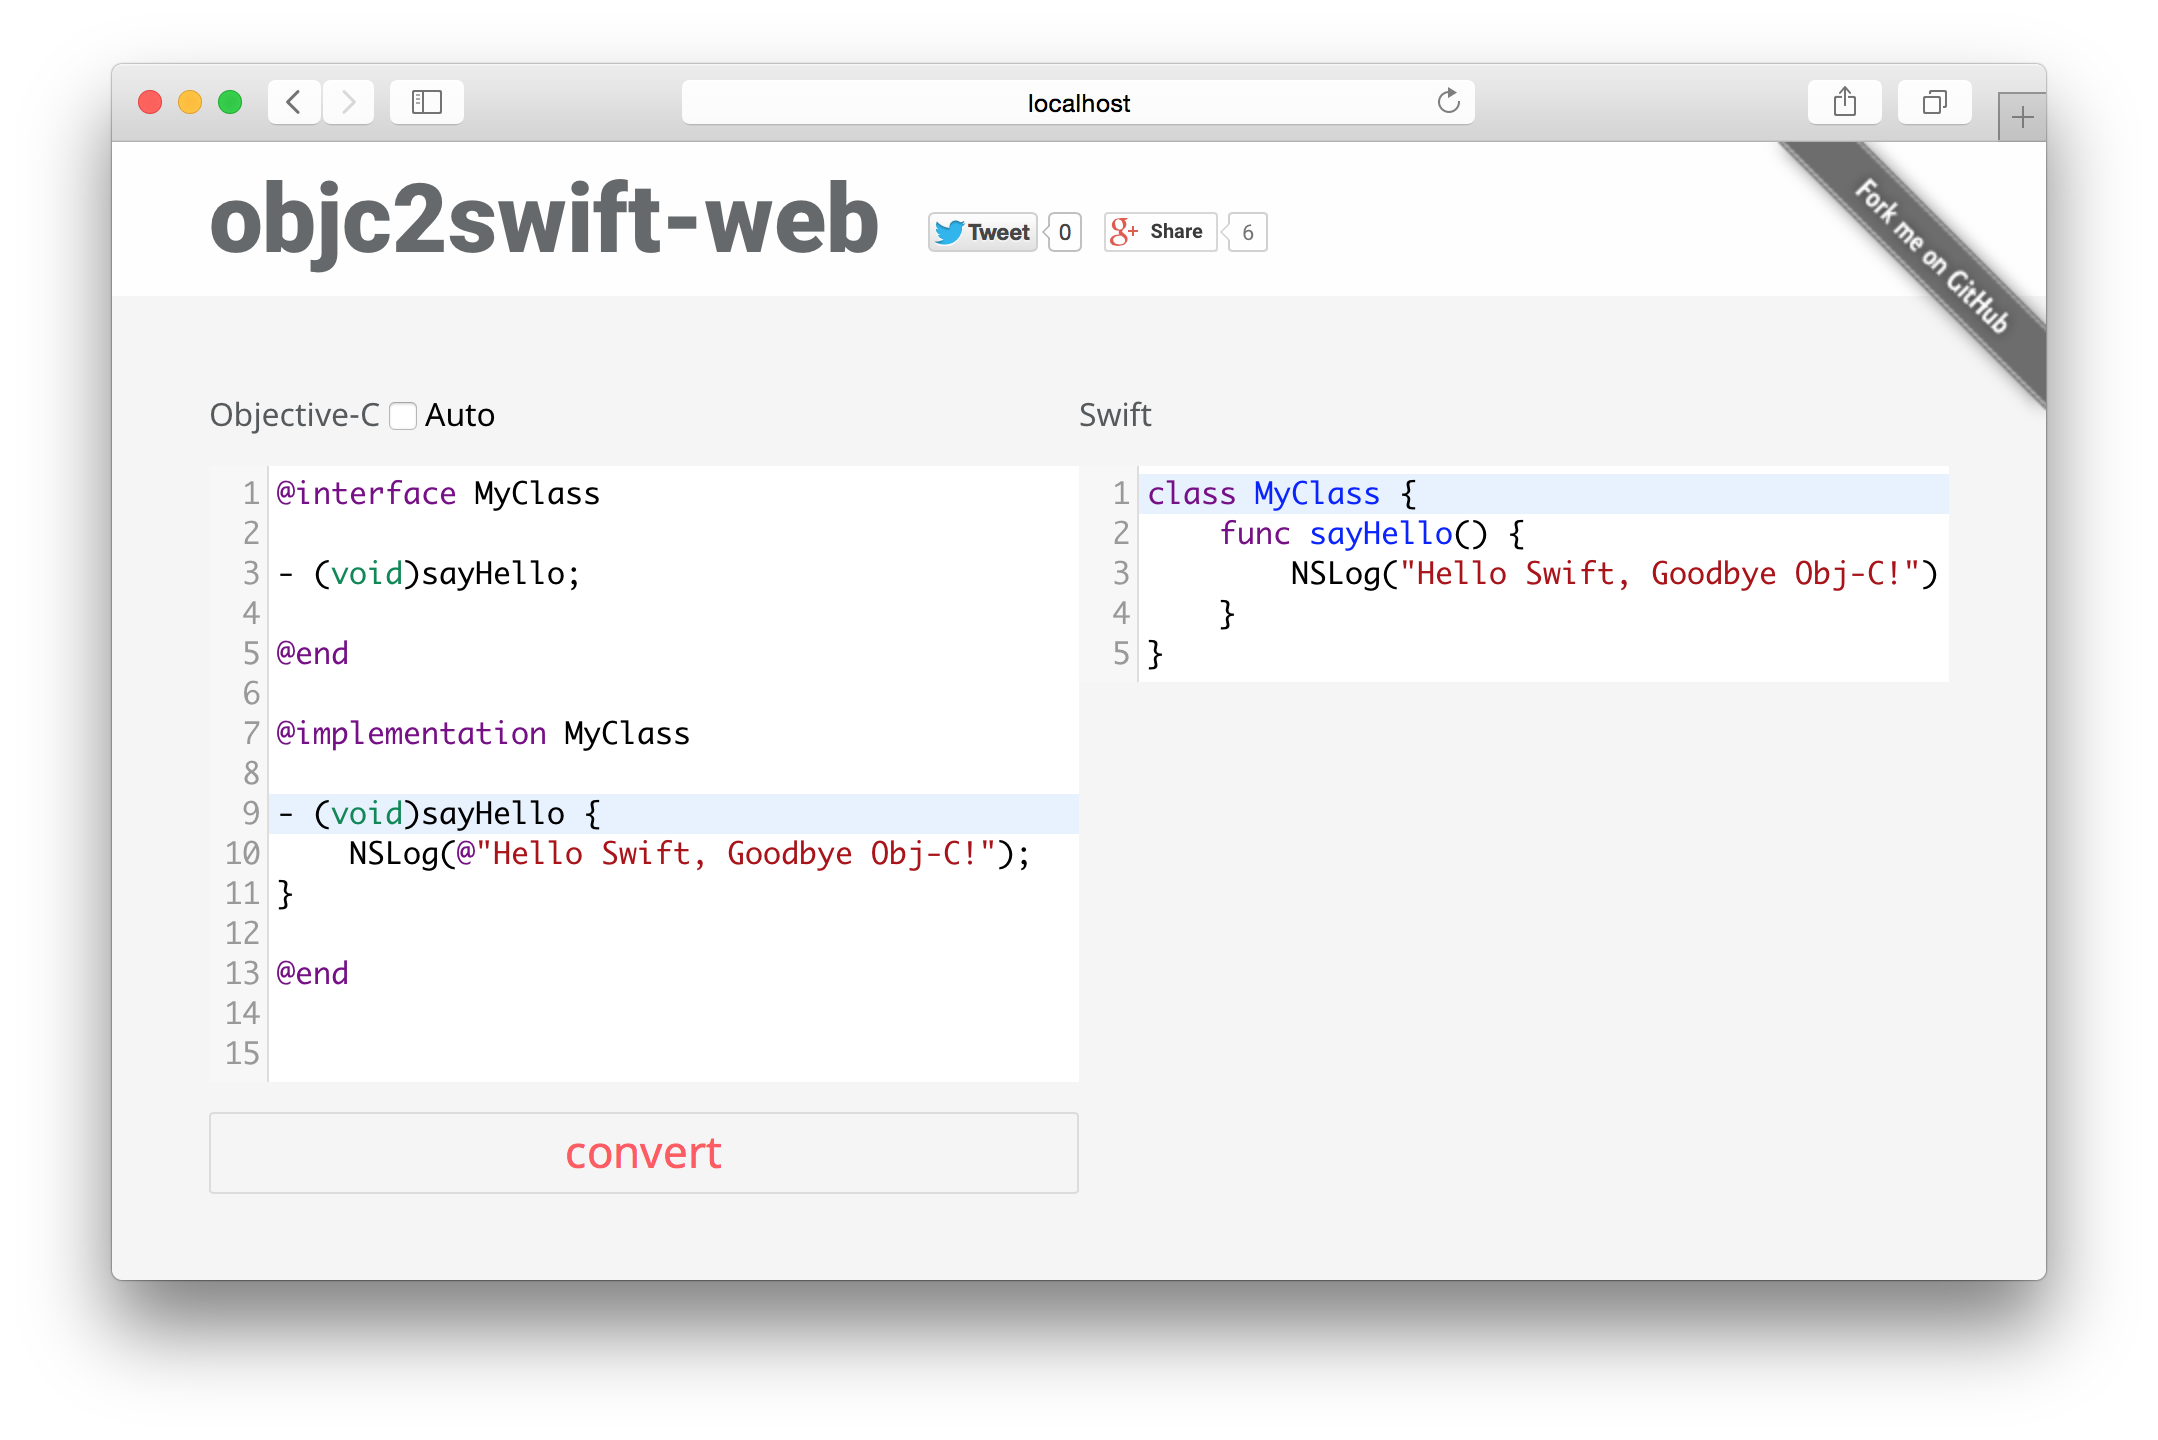 localhost
objc2swift-web
Tweet 0 g+ Share 6
Fork me on GitHub
Objective-C Auto
1 @interface MyClass
2
3 - (void)sayHello;
4
5 @end
6
7 @implementation MyClass
8
9 - (void)sayHello {
10     NSLog(@"Hello Swift, Goodbye Obj-C!");
11 }
12
13 @end
14
15
convert
Swift
1 class MyClass {
2     func sayHello() {
3         NSLog("Hello Swift, Goodbye Obj-C!")
4     }
5 }